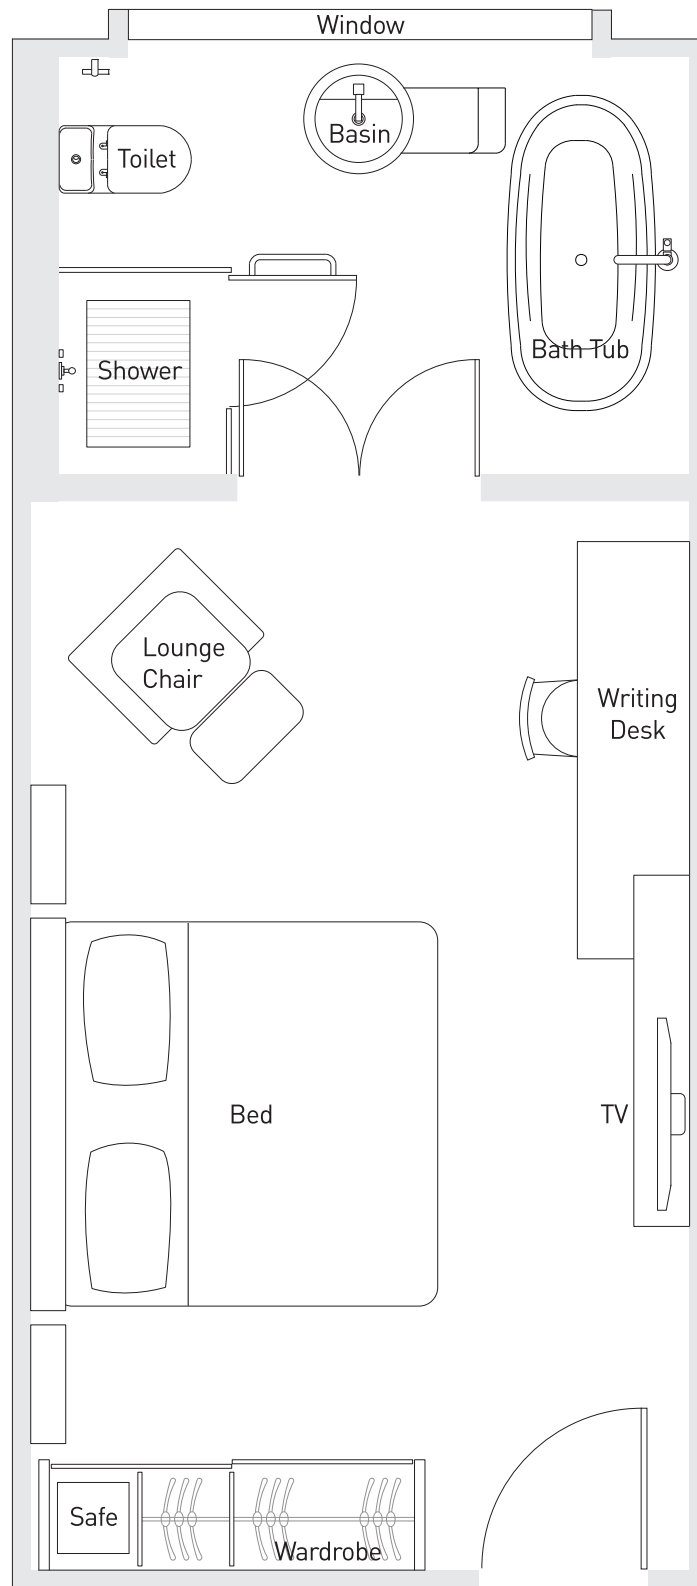 Window
Basin
Toilet
Bath Tub
Shower
Lounge
Chair
Writing
Desk
Bed
TV
Safe
Wardrobe